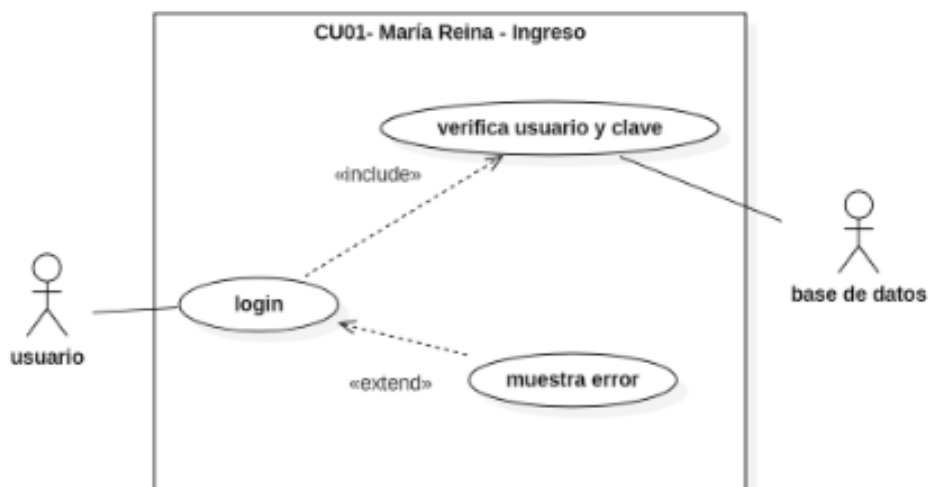 CU01- María Reina - Ingreso
verifica usuario y clave
«include»
base de datos
login
usuario
muestra error
«extend»